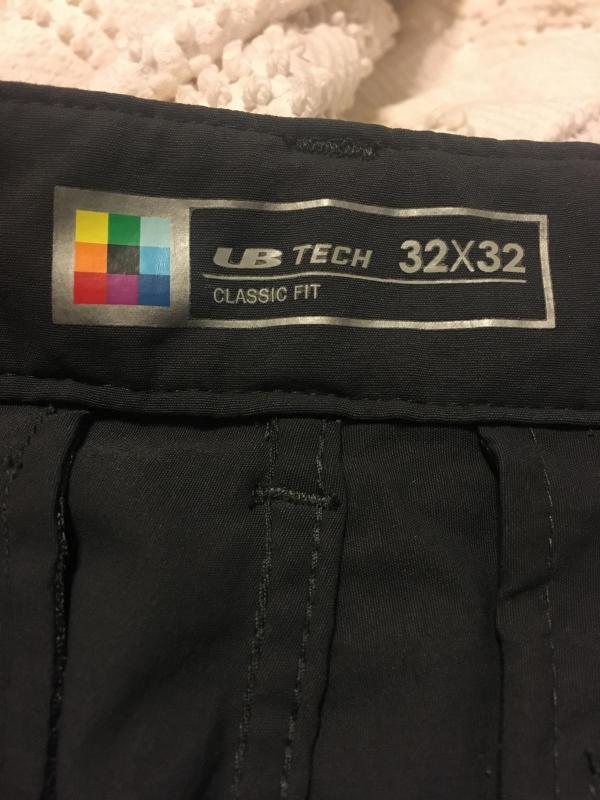 UB TECH 32X32
CLASSIC FIT